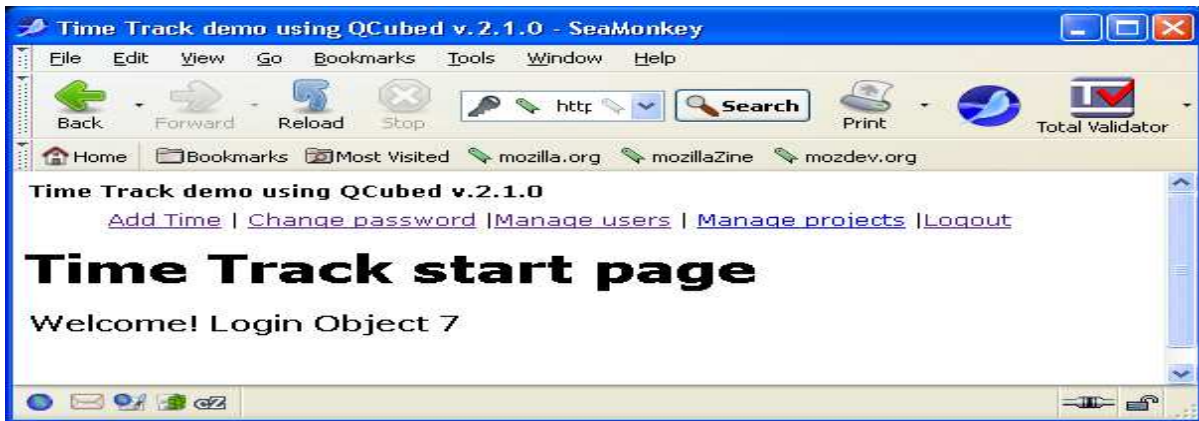 Time Track demo using QCubed v.2.1.0 - SeaMonkey
File Edit View Go Bookmarks Tools Window Help
Back Forward Reload Stop http Search Print Total Validator
Home Bookmarks Most Visited mozilla.org mozillaZine mozdev.org
Time Track demo using QCubed v.2.1.0
Add Time | Change password |Manage users | Manage projects |Logout
Time Track start page
Welcome! Login Object 7